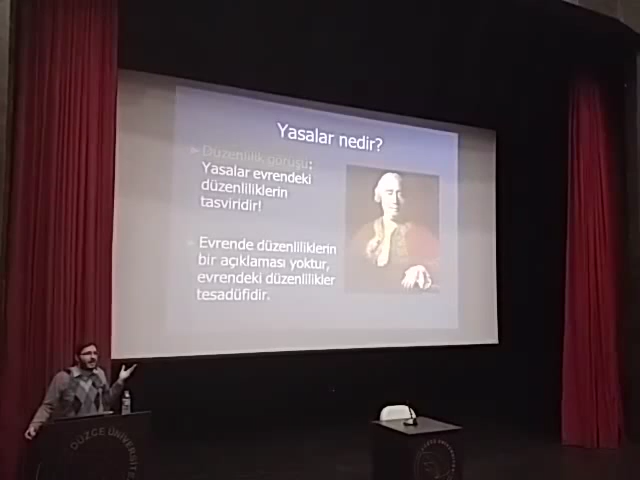 Yasalar nedir?
Düzenlilik görüşü:
Yasalar evrendeki
düzenliliklerin
tasviridir!
Evrende düzenliliklerin
bir açıklaması yoktur,
evrendeki düzenlilikler
tesadüfidir.
DÜZCE ÜNİVERSİTE